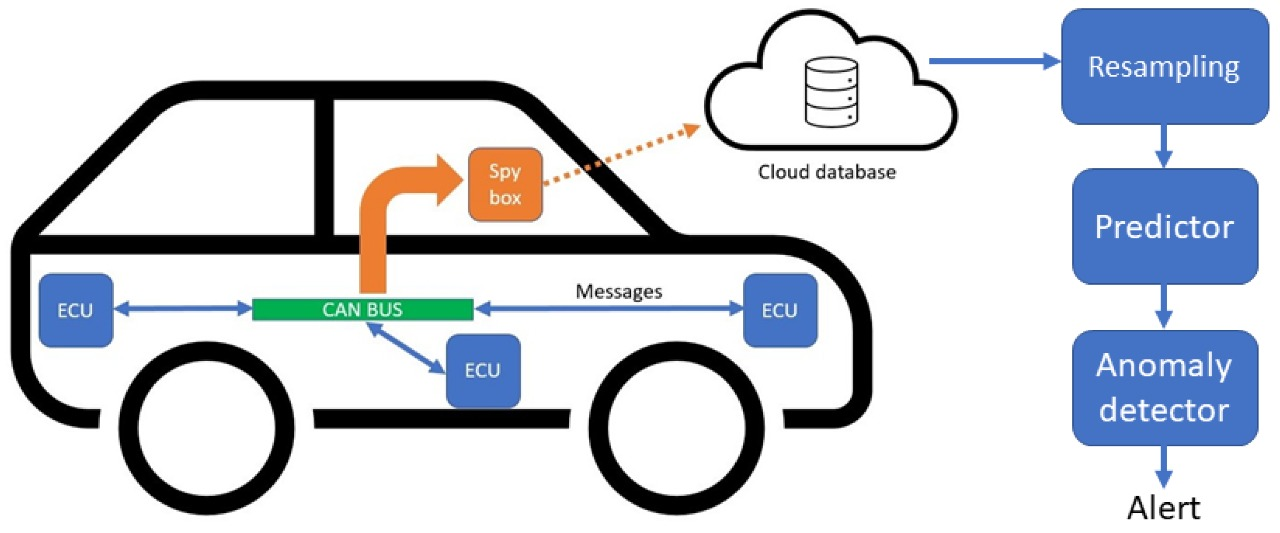 Resampling
Spy
box
Cloud database
Predictor
ECU
CAN BUS
Messages
ECU
ECU
Anomaly
detector
Alert